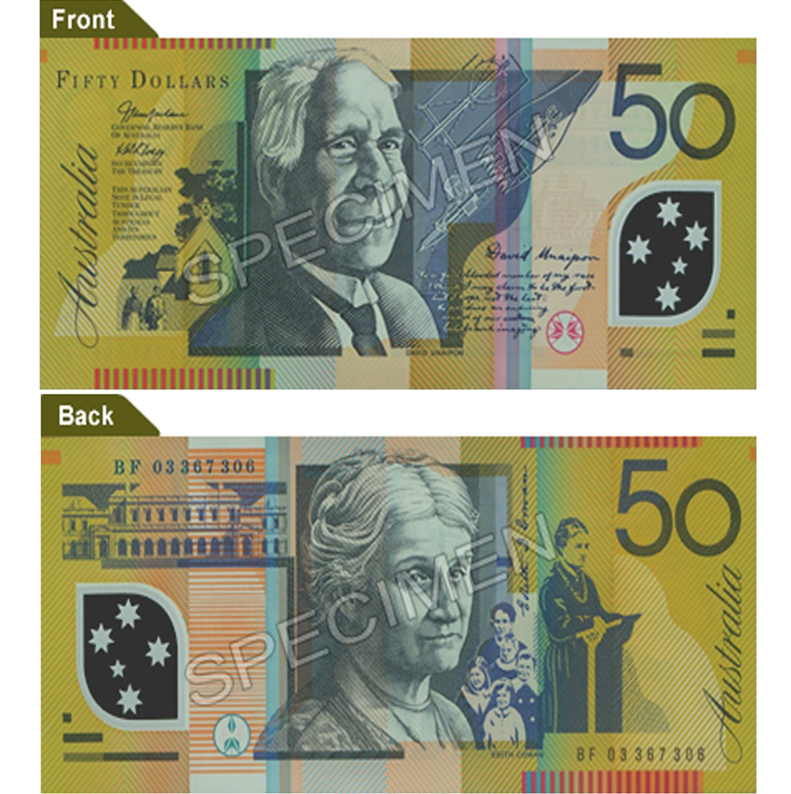 Front
FIFTY DOLLARS
50
GOVERNOR, RESERVE BANK
OF AUSTRALIA
SECRETARY TO
THE TREASURY
THIS AUSTRALIAN
NOTE IS LEGAL
TENDER
THROUGHOUT
AUSTRALIA
AND ITS
TERRITORIES
Australia
SPECIMEN
David Unaipon
DAVID UNAIPON
Back
BF 03367306
50
Edith D. Cowan
SPECIMEN
Australia
EDITH COWAN
BF 03367306